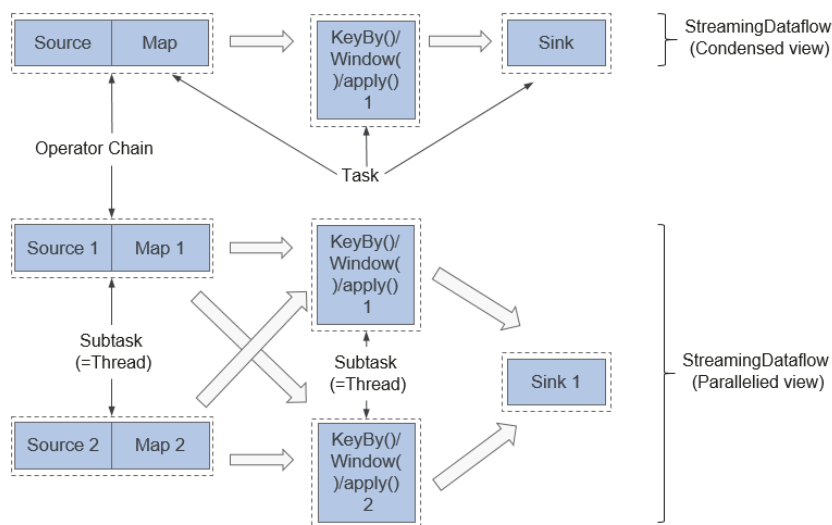 Source
Map
KeyBy()/
Window(
)/apply()
1
Sink
StreamingDataflow
(Condensed view)
Operator Chain
Task
Source 1
Map 1
KeyBy()/
Window(
)/apply()
1
Subtask
(=Thread)
Subtask
(=Thread)
Sink 1
StreamingDataflow
(Parallelied view)
Source 2
Map 2
KeyBy()/
Window(
)/apply()
2